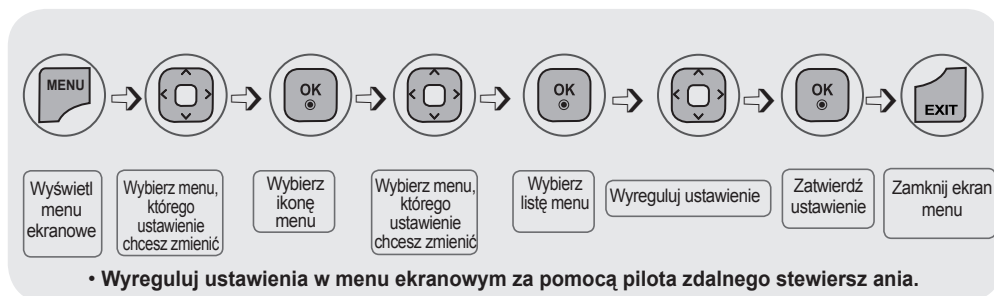 MENU
OK
OK
OK
EXIT
Wyświetl
menu
ekranowe
Wybierz menu,
którego
ustawienie
chcesz zmienić
Wybierz
ikonę
menu
Wybierz menu,
którego
ustawienie
chcesz zmienić
Wybierz
listę menu
Wyreguluj ustawienie
Zatwierdź
ustawienie
Zamknij ekran
menu
• Wyreguluj ustawienia w menu ekranowym za pomocą pilota zdalnego stewiersz ania.